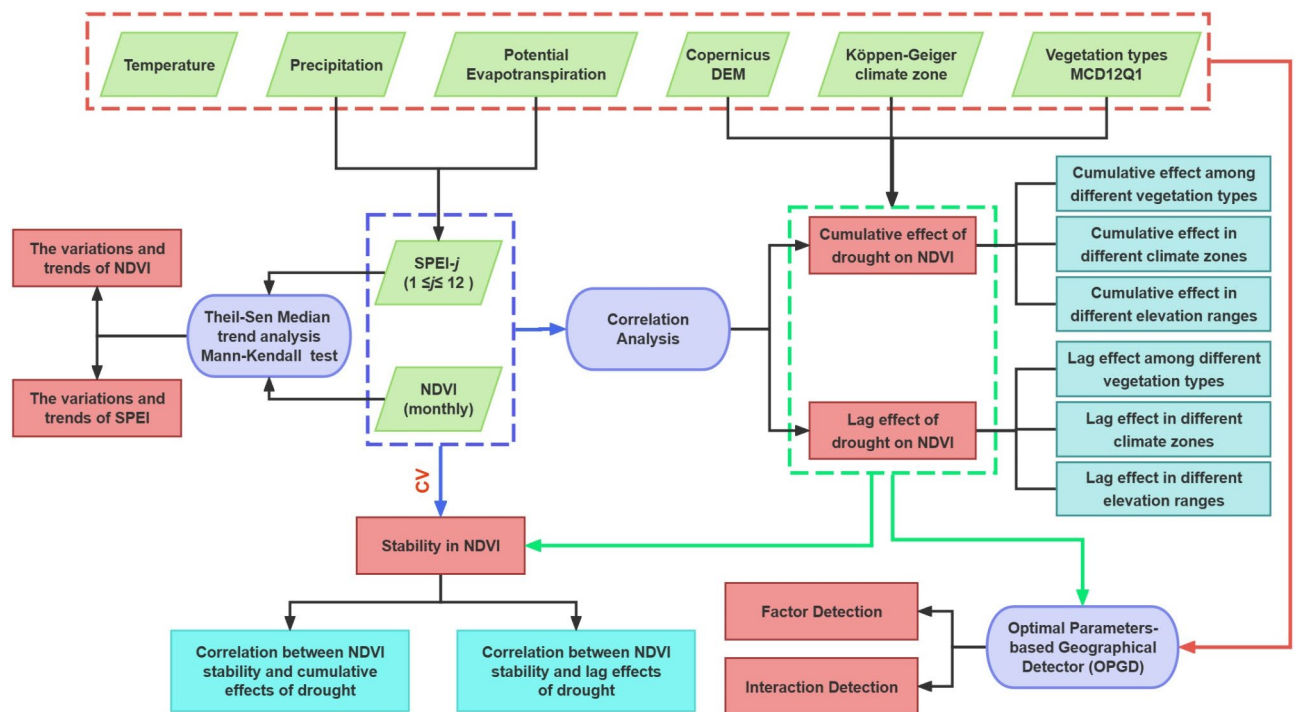 Temperature
Precipitation
Potential
Evapotranspiration
Copernicus
DEM
Köppen-Geiger
climate zone
Vegetation types
MCD12Q1
The variations and
trends of NDVI
The variations and
trends of SPEI
Theil-Sen Median
trend analysis
Mann-Kendall test
SPEI-j
(1 ≤j≤ 12 )
NDVI
(monthly)
Correlation
Analysis
Cumulative effect of
drought on NDVI
Lag effect of
drought on NDVI
Cumulative effect among
different vegetation types
Cumulative effect in
different climate zones
Cumulative effect in
different elevation ranges
Lag effect among different
vegetation types
Lag effect in different
climate zones
Lag effect in different
elevation ranges
CV
Stability in NDVI
Correlation between NDVI
stability and cumulative
effects of drought
Correlation between NDVI
stability and lag effects
of drought
Factor Detection
Interaction Detection
Optimal Parameters-
based Geographical
Detector (OPGD)